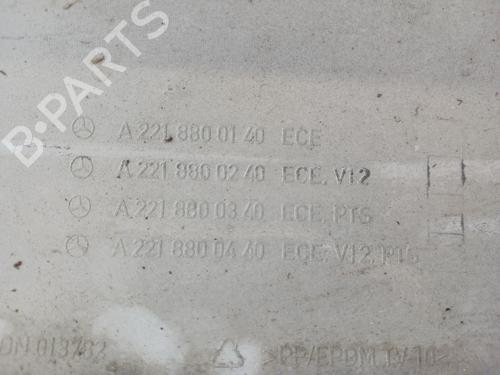 B-PARTS
A 221 880 01 40 ECE
A 221 880 02 40 ECE, V12
A 221 880 03 40 ECE, PTS
A 221 880 04 40 ECE, V12, PTS
013782
>PP/EPDM